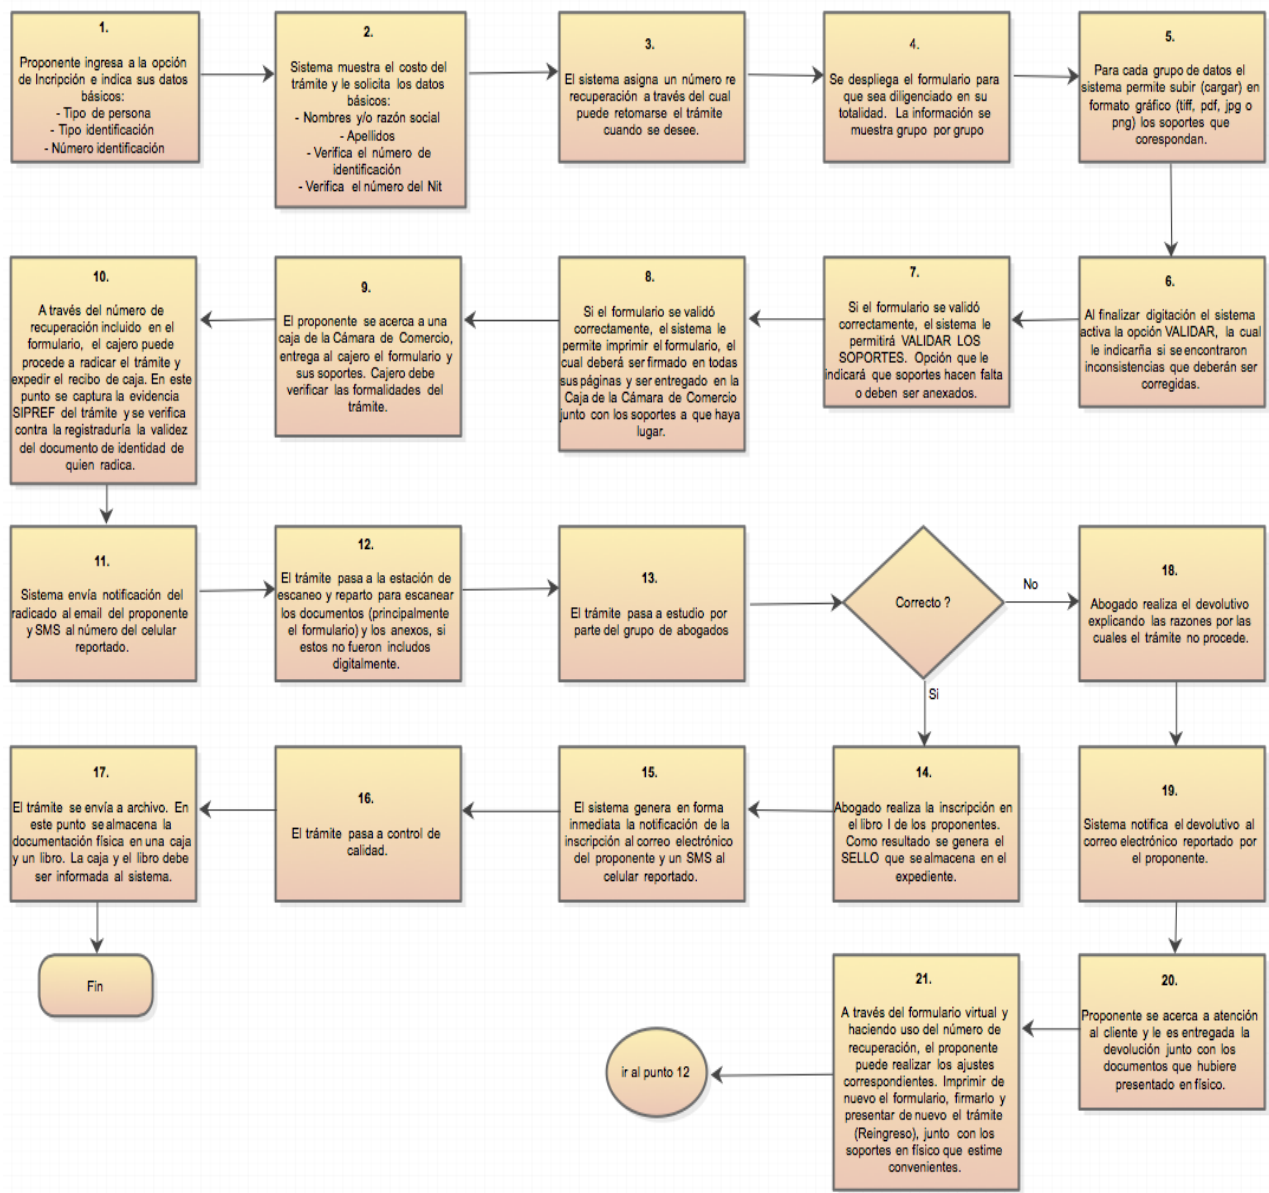 1.
Proponente ingresa a la opción
de Incripción e indica sus datos
básicos:
- Tipo de persona
- Tipo identificación
- Número identificación
2.
Sistema muestra el costo del
trámite y le solicita los datos
básicos:
- Nombres y/o razón social
- Apellidos
- Verifica el número de
identificación
- Verifica el número del Nit
3.
El sistema asigna un número re
recuperación a través del cual
puede retomarse el trámite
cuando se desee.
4.
Se despliega el formulario para
que sea diligenciado en su
totalidad. La información se
muestra grupo por grupo
5.
Para cada grupo de datos el
sistema permite subir (cargar) en
formato gráfico (tiff, pdf, jpg o
png) los soportes que
corespondan.
6.
Al finalizar digitación el sistema
activa la opción VALIDAR, la cual
le indicarña si se encontraron
inconsistencias que deberán ser
corregidas.
7.
Si el formulario se validó
correctamente, el sistema le
permitirá VALIDAR LOS
SOPORTES. Opción que le
indicará que soportes hacen falta
o deben ser anexados.
8.
Si el formulario se validó
correctamente, el sistema le
permite imprimir el formulario, el
cual deberá ser firmado en todas
sus páginas y ser entregado en la
Caja de la Cámara de Comercio
junto con los soportes a que haya
lugar.
9.
El proponente se acerca a una
caja de la Cámara de Comercio,
entrega al cajero el formulario y
sus soportes. Cajero debe
verificar las formalidades del
trámite.
10.
A través del número de
recuperación incluido en el
formulario, el cajero puede
procede a radicar el trámite y
expedir el recibo de caja. En este
punto se captura la evidencia
SIPREF del trámite y se verifica
contra la registraduría la validez
del documento de identidad de
quien radica.
11.
Sistema envía notificación del
radicado al email del proponente
y SMS al número del celular
reportado.
12.
El trámite pasa a la estación de
escaneo y reparto para escanear
los documentos (principalmente
el formulario) y los anexos, si
estos no fueron includos
digitalmente.
13.
El trámite pasa a estudio por
parte del grupo de abogados
Correcto ?
No
Si
18.
Abogado realiza el devolutivo
explicando las razones por las
cuales el trámite no procede.
17.
El trámite se envía a archivo. En
este punto se almacena la
documentación física en una caja
y un libro. La caja y el libro debe
ser informada al sistema.
16.
El trámite pasa a control de
calidad.
15.
El sistema genera en forma
inmediata la notificación de la
inscripción al correo electrónico
del proponente y un SMS al
celular reportado.
14.
Abogado realiza la inscripción en
el libro I de los proponentes.
Como resultado se genera el
SELLO que se almacena en el
expediente.
19.
Sistema notifica el devolutivo al
correo electrónico reportado por
el proponente.
Fin
20.
Proponente se acerca a atención
al cliente y le es entregada la
devolución junto con los
documentos que hubiere
presentado en físico.
21.
A través del formulario virtual y
haciendo uso del número de
recuperación, el proponente
puede realizar los ajustes
correspondientes. Imprimir de
nuevo el formulario, firmarlo y
presentar de nuevo el trámite
(Reingreso), junto con los
soportes en físico que estime
convenientes.
ir al punto 12